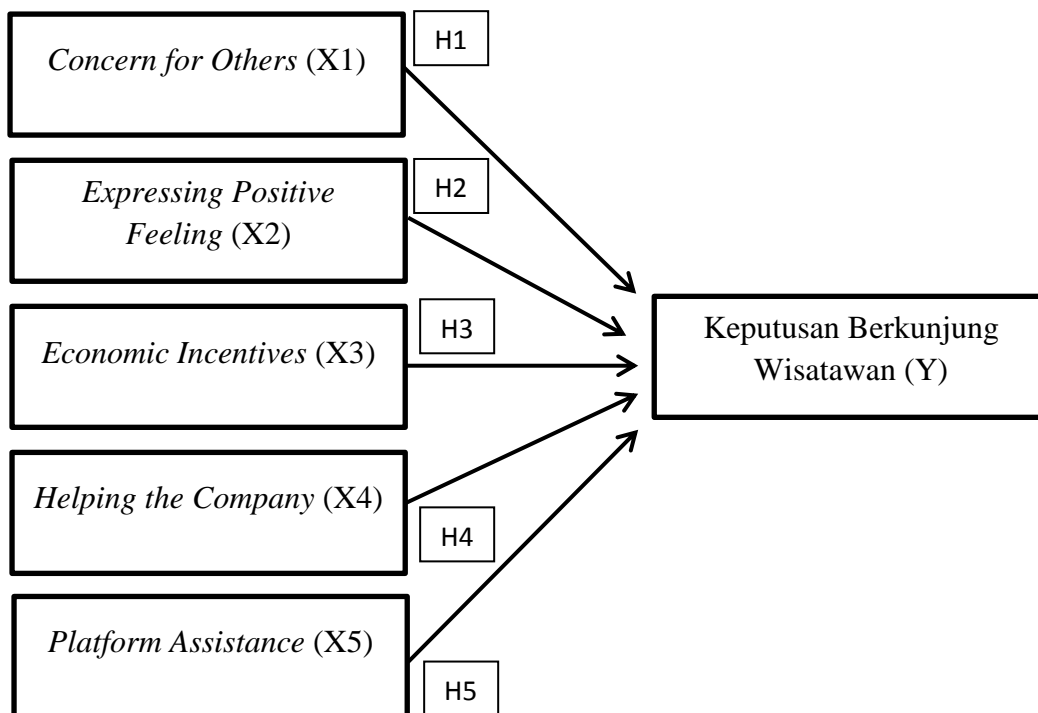 H1
Concern for Others (X1)
H2
Expressing Positive
Feeling (X2)
H3
Economic Incentives (X3)
Keputusan Berkunjung
Wisatawan (Y)
Helping the Company (X4)
H4
Platform Assistance (X5)
H5